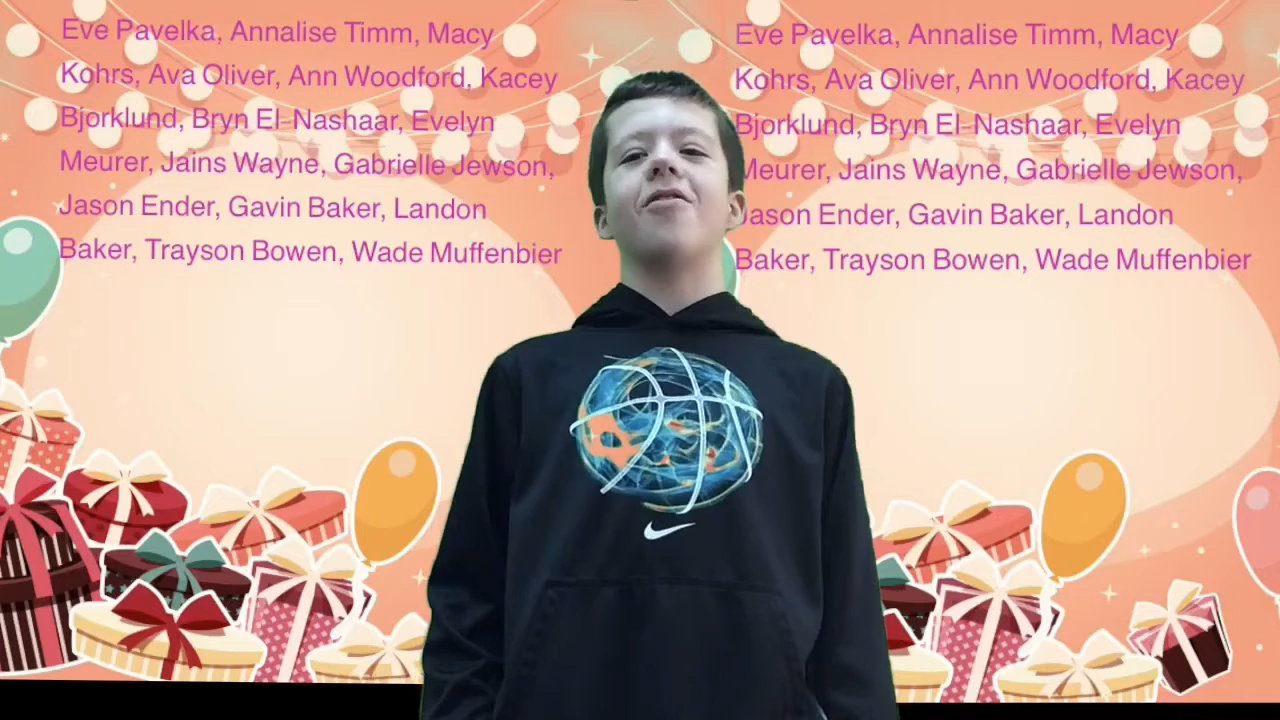 Eve Pavelka, Annalise Timm, Macy
Kohrs, Ava Oliver, Ann Woodford, Kacey
Bjorklund, Bryn El-Nashaar, Evelyn
Meurer, Jains Wayne, Gabrielle Jewson,
Jason Ender, Gavin Baker, Landon
Baker, Trayson Bowen, Wade Muffenbier
Eve Pavelka, Annalise Timm, Macy
Kohrs, Ava Oliver, Ann Woodford, Kacey
Bjorklund, Bryn El-Nashaar, Evelyn
Meurer, Jains Wayne, Gabrielle Jewson,
Jason Ender, Gavin Baker, Landon
Baker, Trayson Bowen, Wade Muffenbier